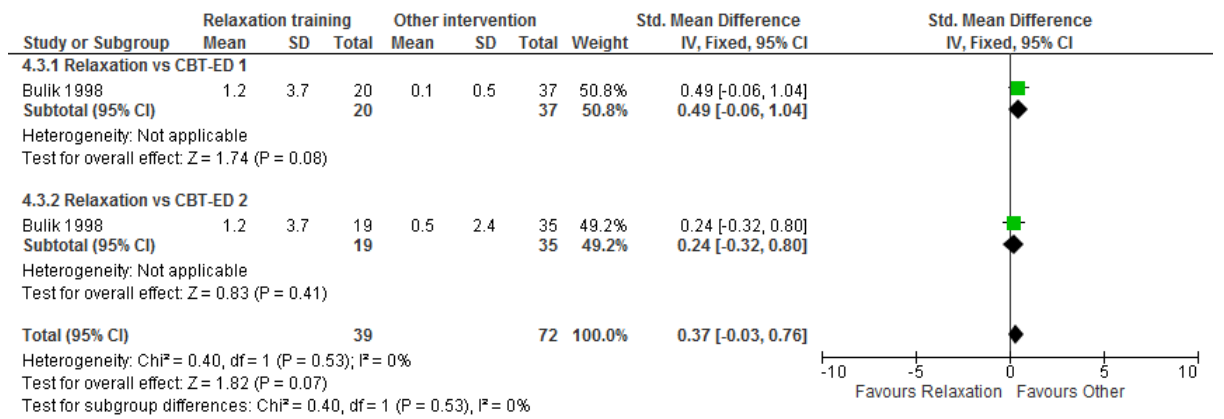 Relaxation training Other intervention Std. Mean Difference Std. Mean Difference
Study or Subgroup Mean SD Total Mean SD Total Weight IV, Fixed, 95% CI IV, Fixed, 95% CI
4.3.1 Relaxation vs CBT-ED 1
Bulik 1998 1.2 3.7 20 0.1 0.5 37 50.8% 0.49 [-0.06, 1.04]
Subtotal (95% CI) 20 37 50.8% 0.49 [-0.06, 1.04]
Heterogeneity: Not applicable
Test for overall effect: Z = 1.74 (P = 0.08)
4.3.2 Relaxation vs CBT-ED 2
Bulik 1998 1.2 3.7 19 0.5 2.4 35 49.2% 0.24 [-0.32, 0.80]
Subtotal (95% CI) 19 35 49.2% 0.24 [-0.32, 0.80]
Heterogeneity: Not applicable
Test for overall effect: Z = 0.83 (P = 0.41)
Total (95% CI) 39 72 100.0% 0.37 [-0.03, 0.76]
Heterogeneity: Chi² = 0.40, df = 1 (P = 0.53); I² = 0%
Test for overall effect: Z = 1.82 (P = 0.07)
Test for subgroup differences: Chi² = 0.40, df = 1 (P = 0.53), I² = 0%
-10 -5 0 5 10
Favours Relaxation Favours Other